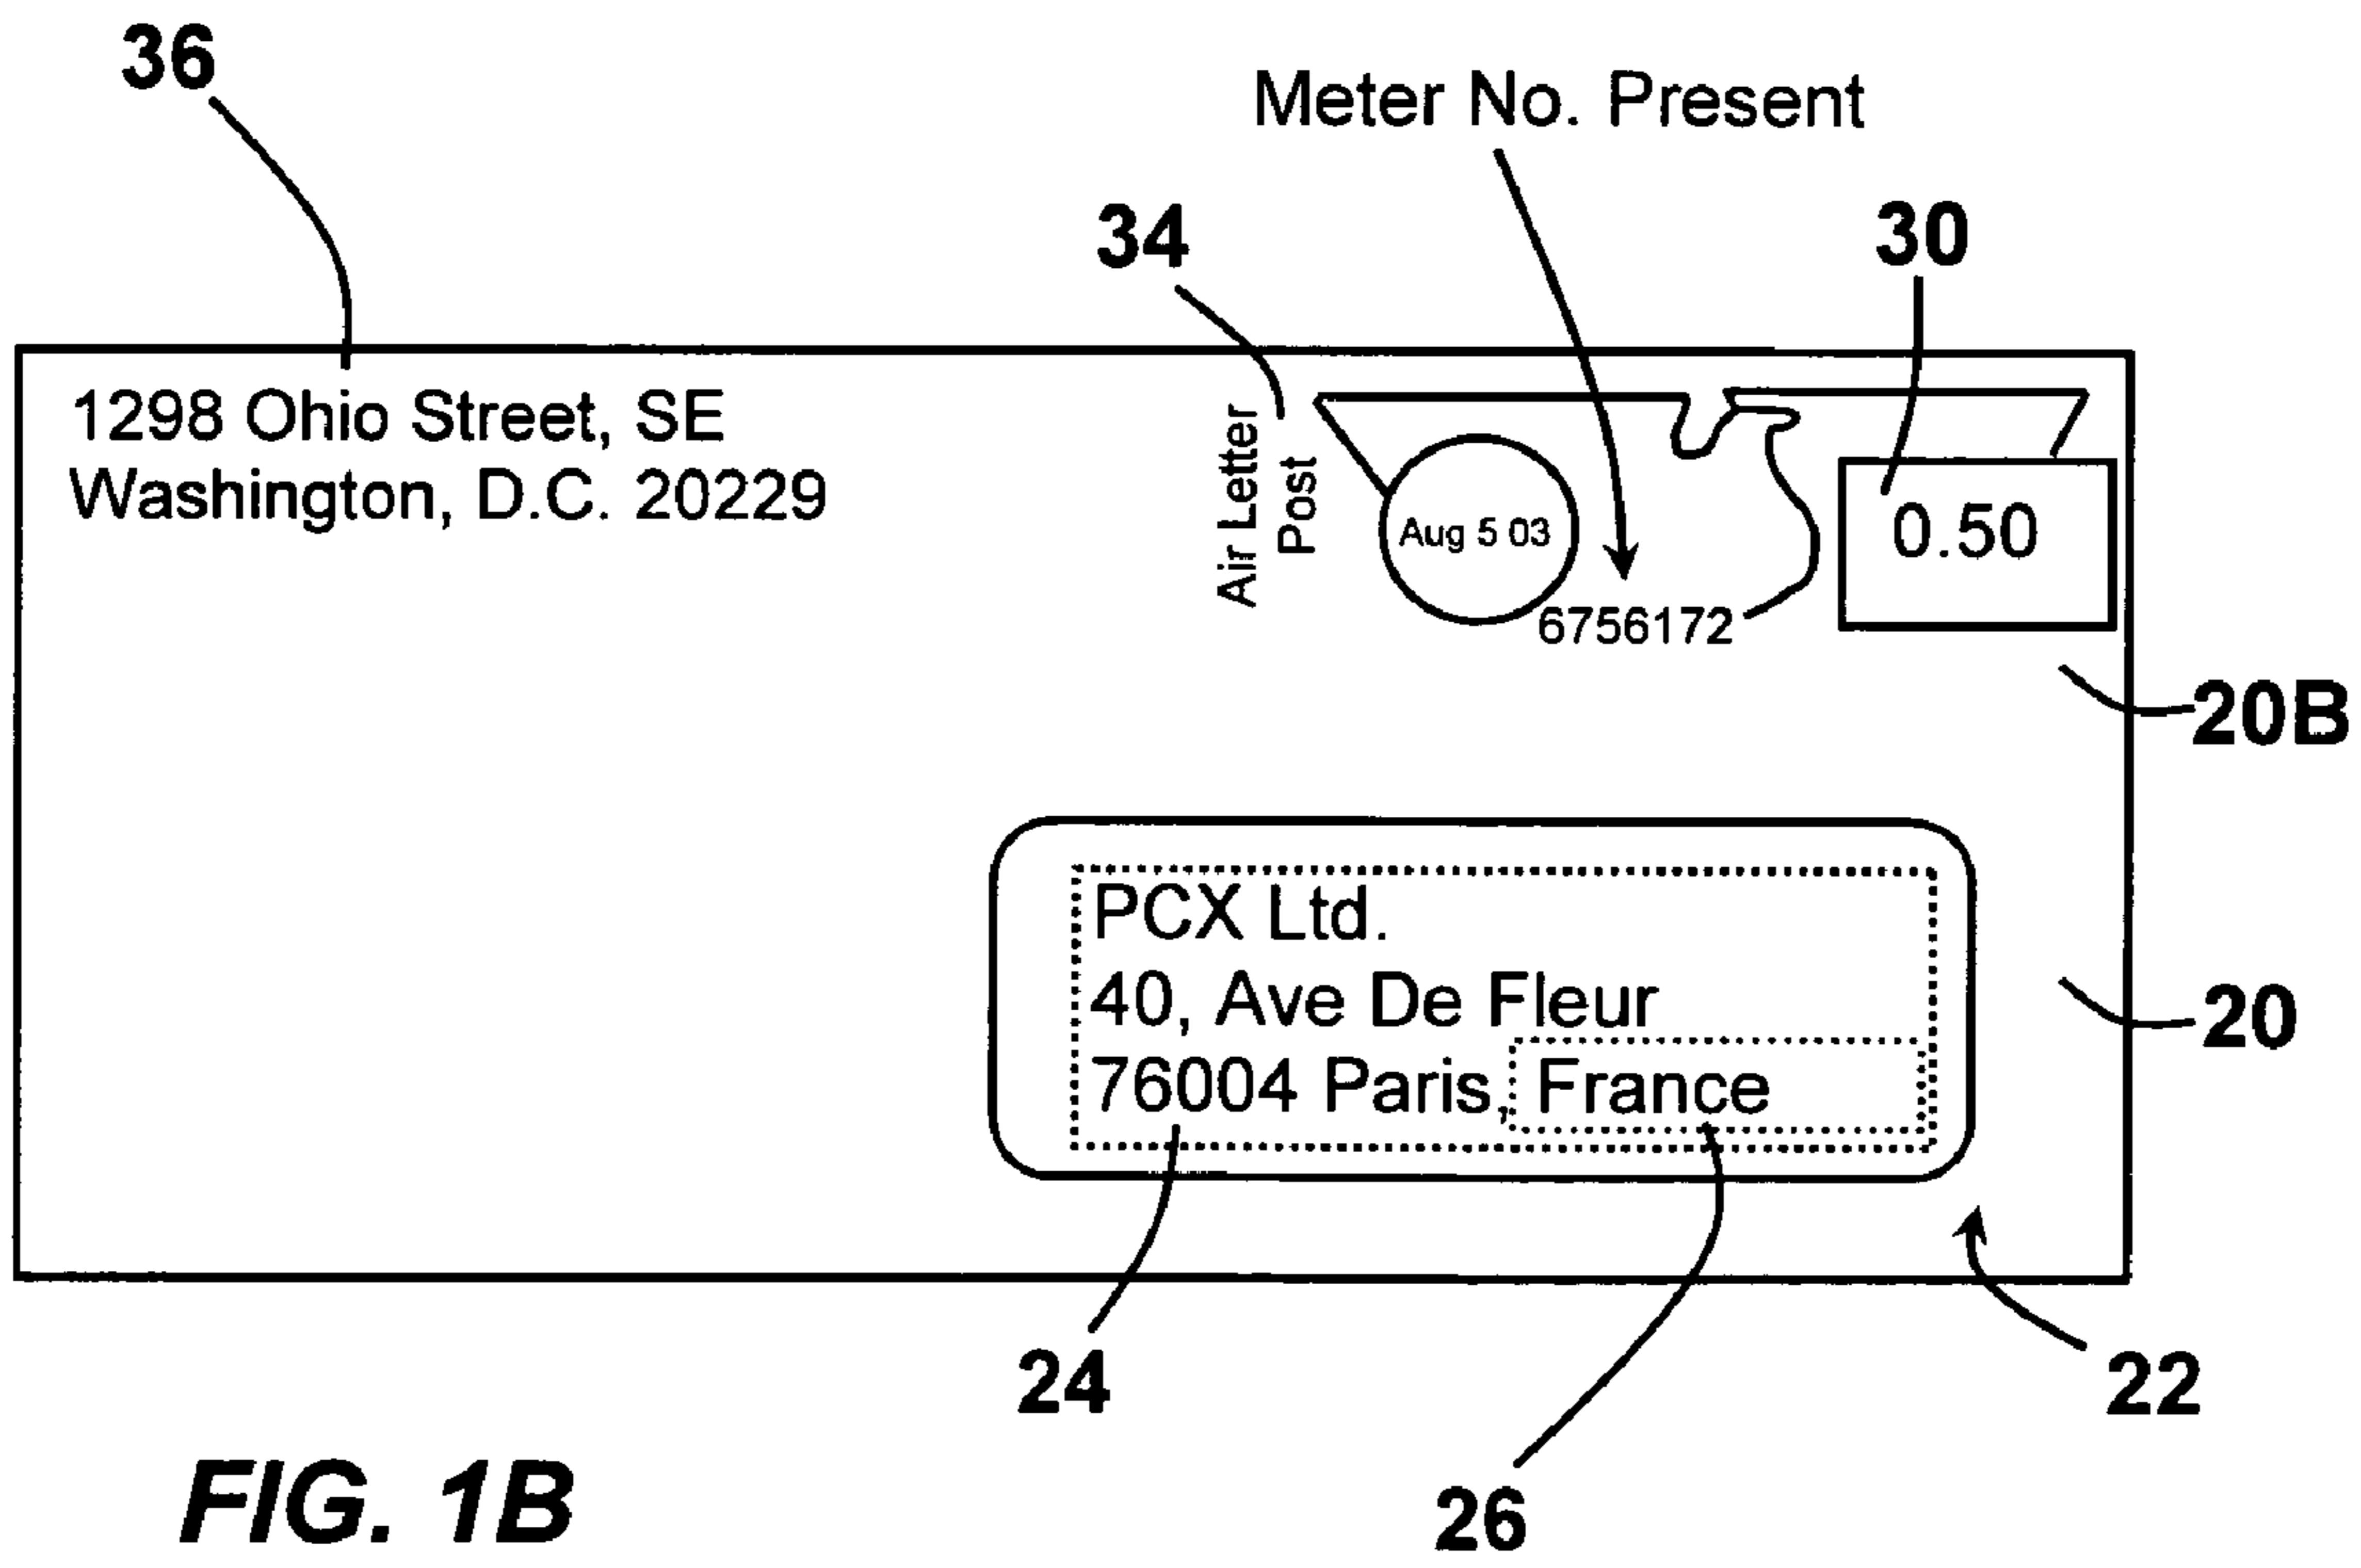 36
Meter No. Present
34
30
1298 Ohio Street, SE
Washington, D.C. 20229
Air Letter
Post
Aug 5 03
6756172
0.50
20B
PCX Ltd.
40, Ave De Fleur
76004 Paris, France
20
24
22
26
FIG. 1B